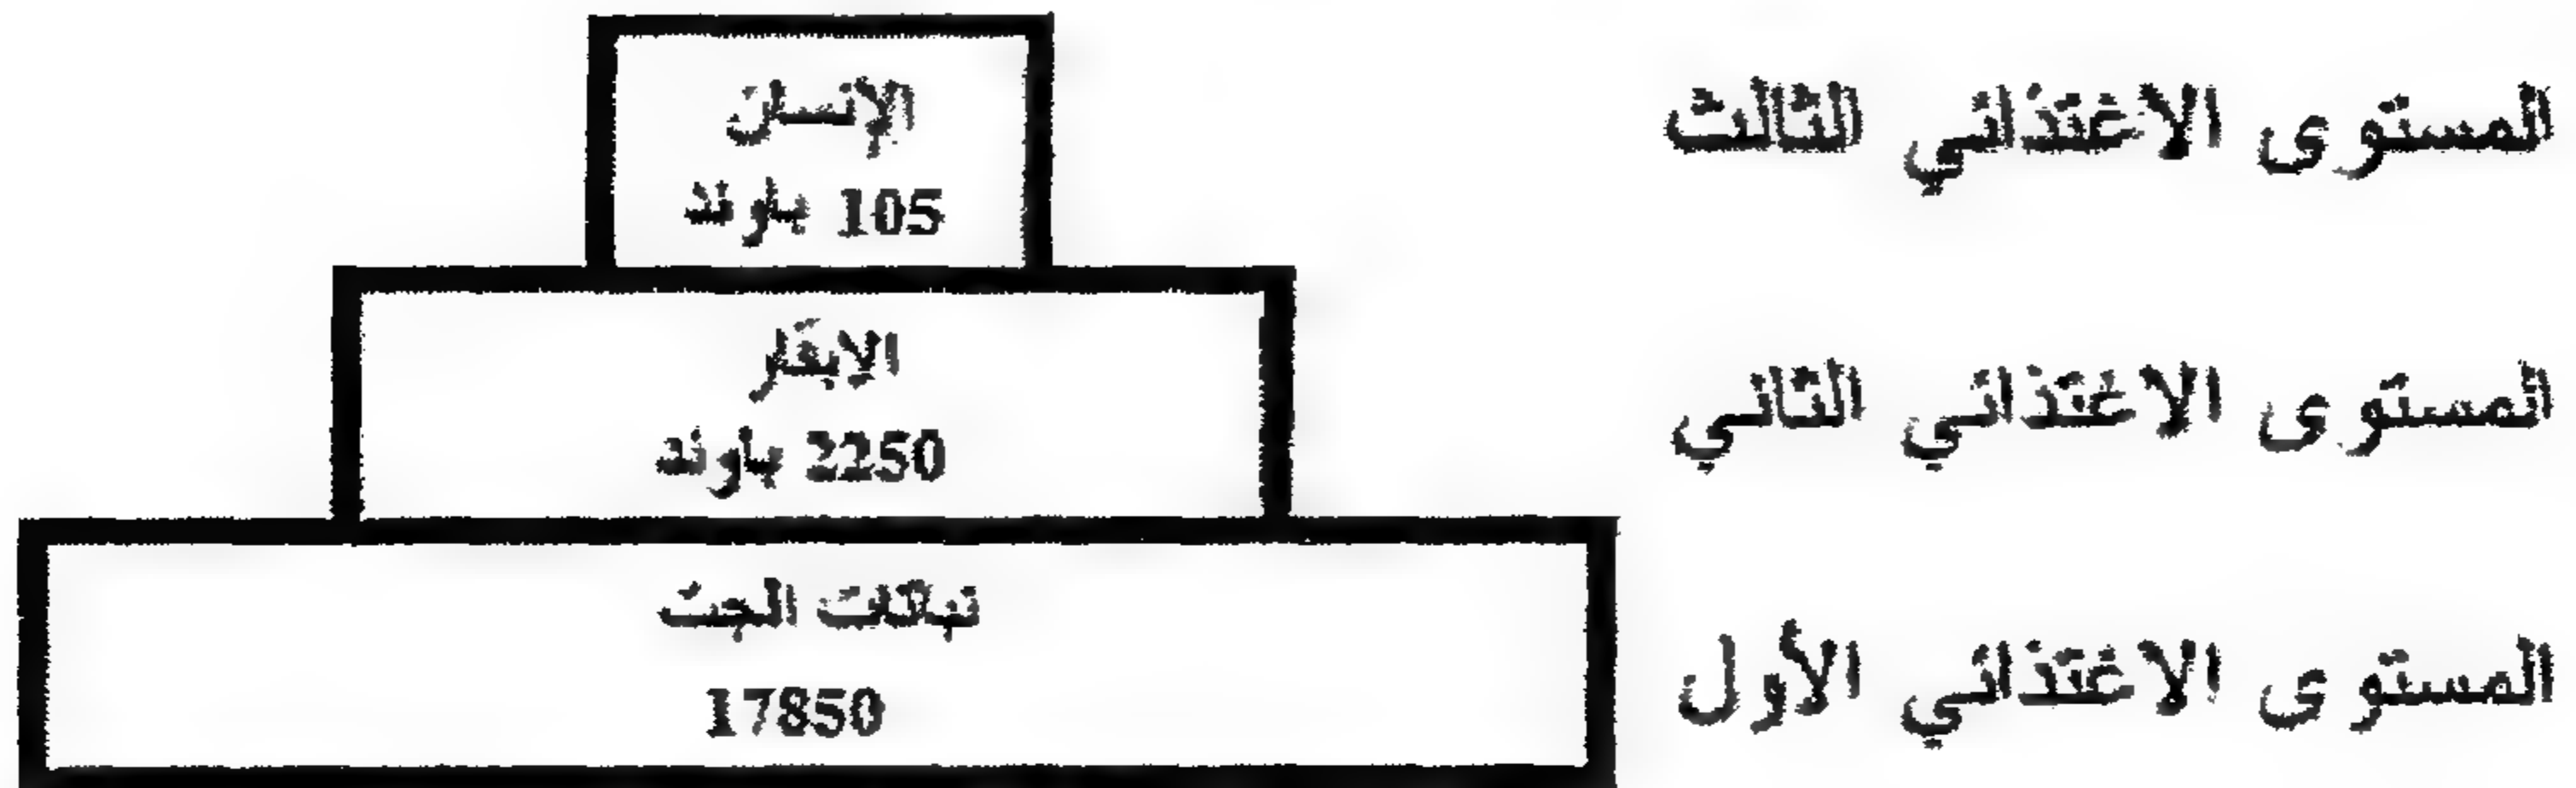 الإنسان
105 باوند
المستوى الاغتذائي الثالث
الابقار
2250 باوند
المستوى الاغتذائي الثاني
نباتات الجت
17850
المستوى الاغتذائي الأول